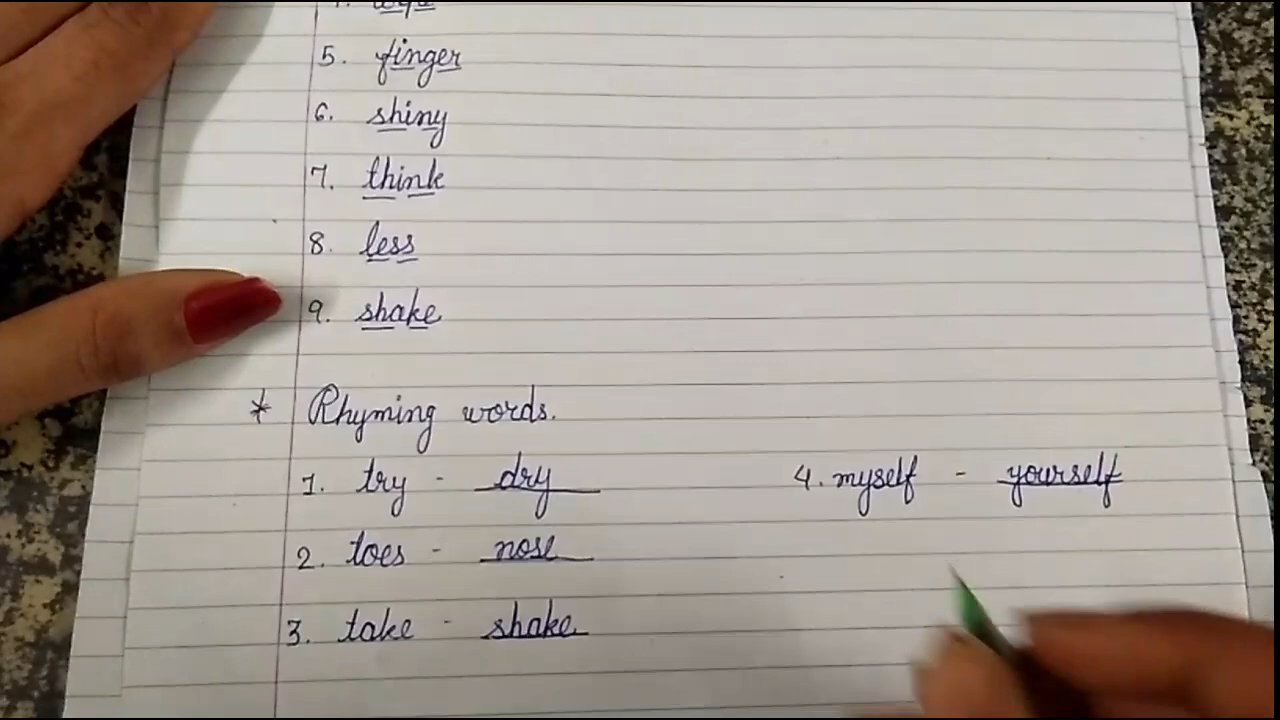 5. finger
6. shiny
7. think
8. less
9. shake
* Rhyming words.
1. try - dry
4. myself - yourself
2. toes - nose
3. take - shake